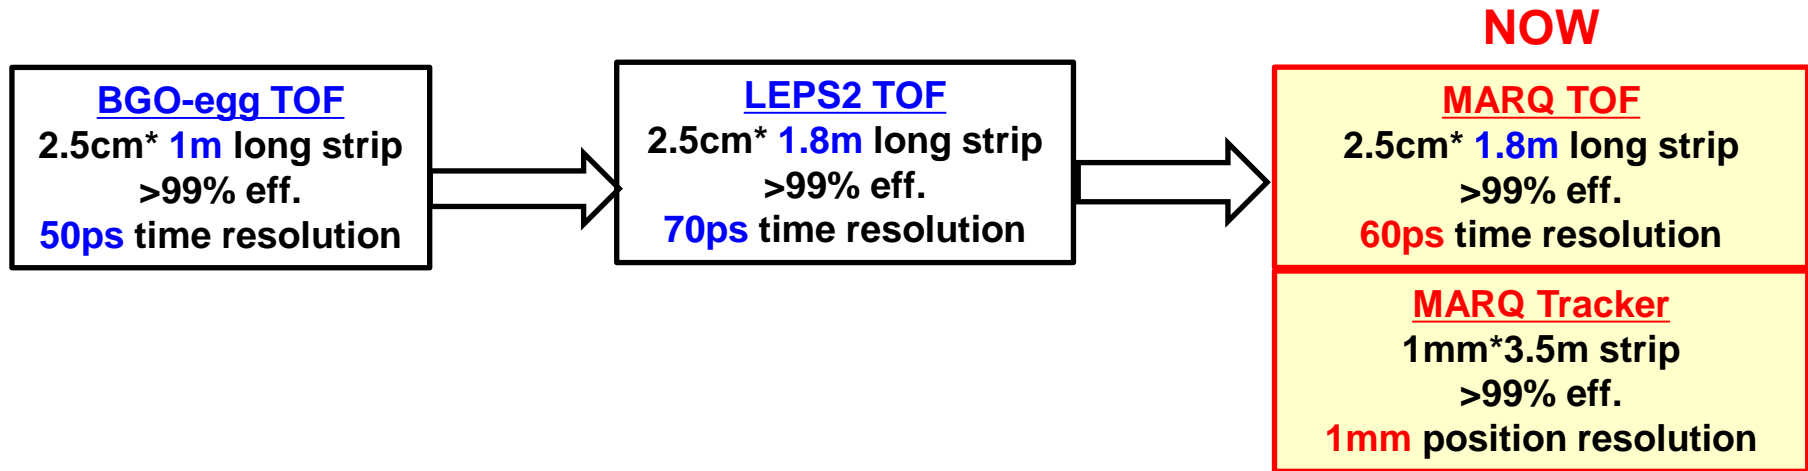 BGO-egg TOF
2.5cm* 1m long strip
>99% eff.
50ps time resolution
LEPS2 TOF
2.5cm* 1.8m long strip
>99% eff.
70ps time resolution
NOW
MARQ TOF
2.5cm* 1.8m long strip
>99% eff.
60ps time resolution
MARQ Tracker
1mm*3.5m strip
>99% eff.
1mm position resolution